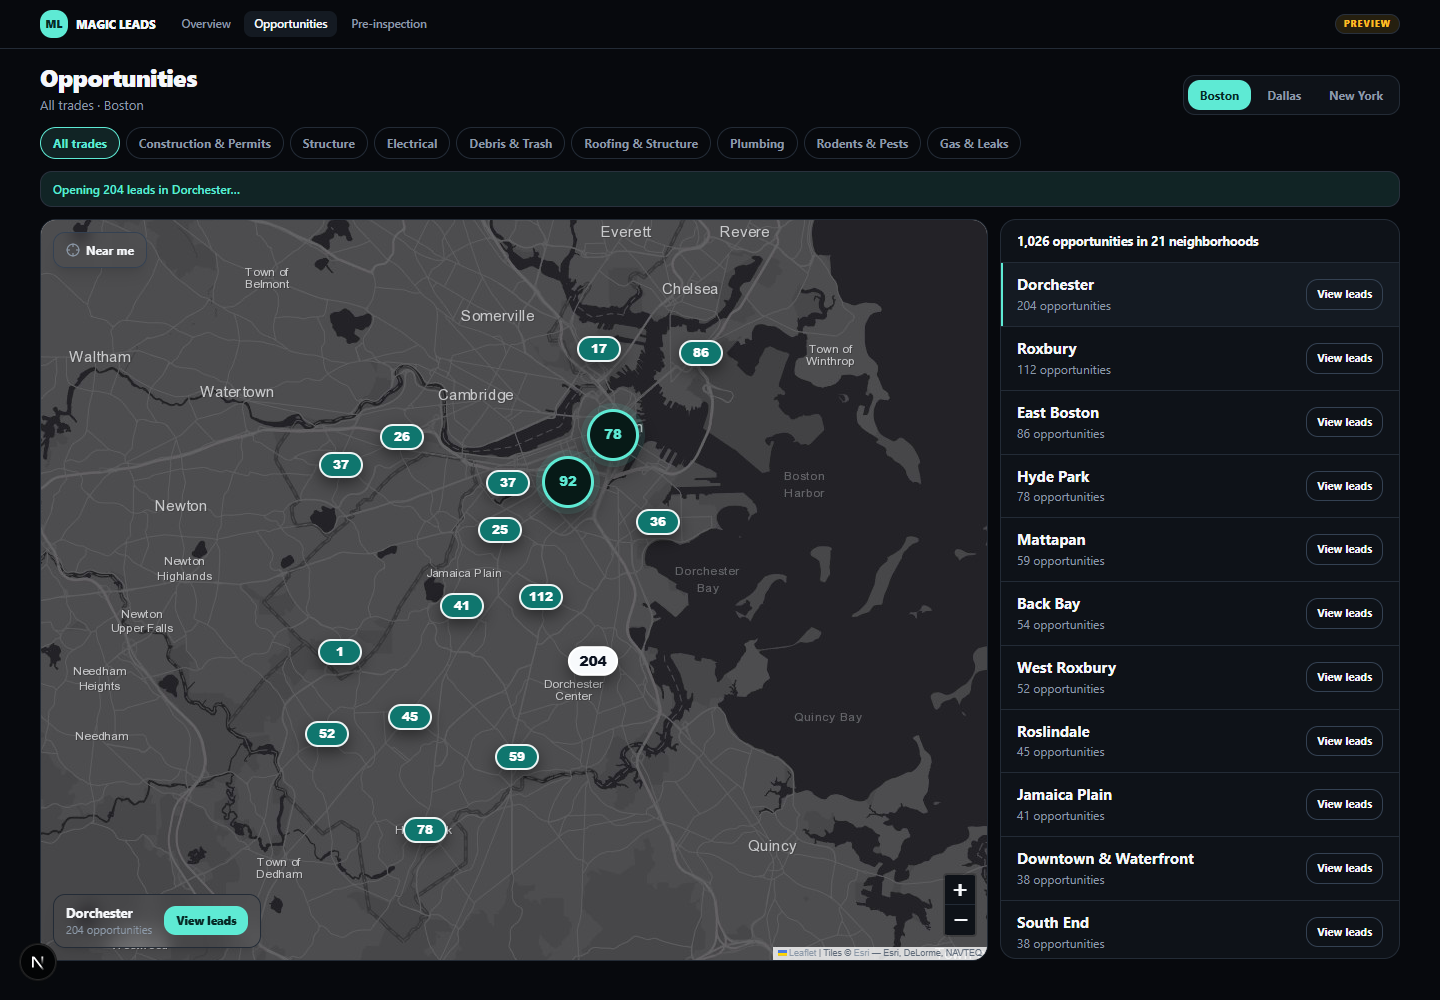 ML MAGIC LEADS Overview Opportunities Pre-inspection PREVIEW
Opportunities
All trades · Boston
Boston Dallas New York
All trades Construction & Permits Structure Electrical Debris & Trash Roofing & Structure Plumbing Rodents & Pests Gas & Leaks
Opening 204 leads in Dorchester...
Near me
Everett Revere
Town of
Belmont
Chelsea
Somerville
17
86
Town of
Winthrop
Waltham
Watertown
Cambridge
26
78
37
37
92
Boston
Harbor
Newton
25
36
Newton
Highlands
Jamaica Plain
Dorchester
Bay
41
112
Newton
Upper Falls
1
204
Needham
Heights
Dorchester
Center
45
Quincy Bay
52
Needham
59
78
Quincy
Town of
Dedham
Dorchester
204 opportunities
View leads
+
−
Leaflet | Tiles © Esri — Esri, DeLorme, NAVTEQ
N
1,026 opportunities in 21 neighborhoods
Dorchester
204 opportunities
View leads
Roxbury
112 opportunities
View leads
East Boston
86 opportunities
View leads
Hyde Park
78 opportunities
View leads
Mattapan
59 opportunities
View leads
Back Bay
54 opportunities
View leads
West Roxbury
52 opportunities
View leads
Roslindale
45 opportunities
View leads
Jamaica Plain
41 opportunities
View leads
Downtown & Waterfront
38 opportunities
View leads
South End
38 opportunities
View leads